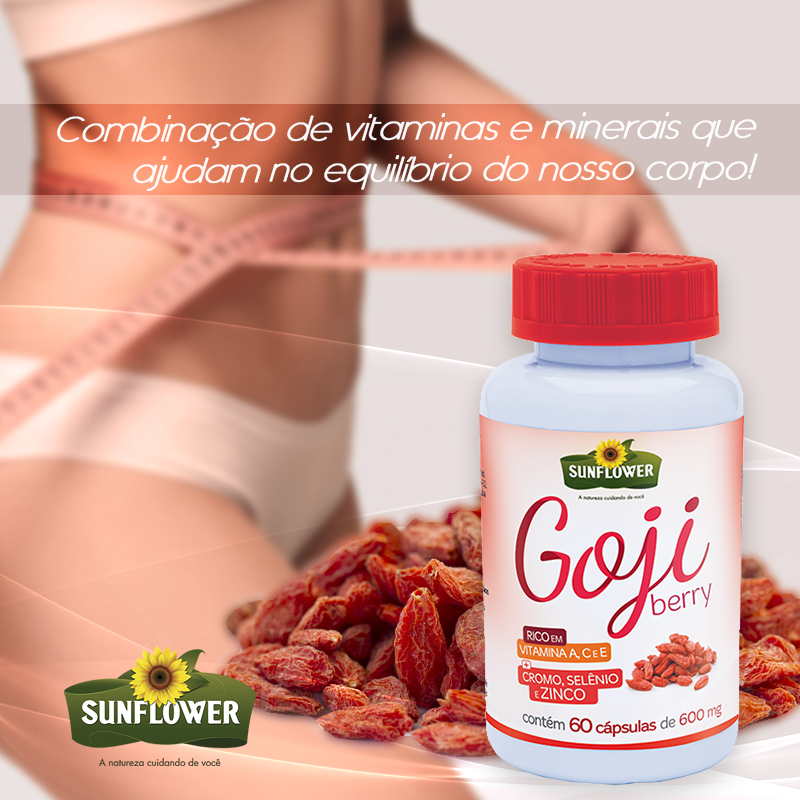 Combinação de vitaminas e minerais que
ajudam no equilíbrio do nosso corpo!
SUNFLOWER
A natureza cuidando de você
Goji
berry
RICO EM
VITAMINA A, C E E
+
CROMO, SELÊNIO
E ZINCO
contém 60 cápsulas de 600 mg
SUNFLOWER
A natureza cuidando de você